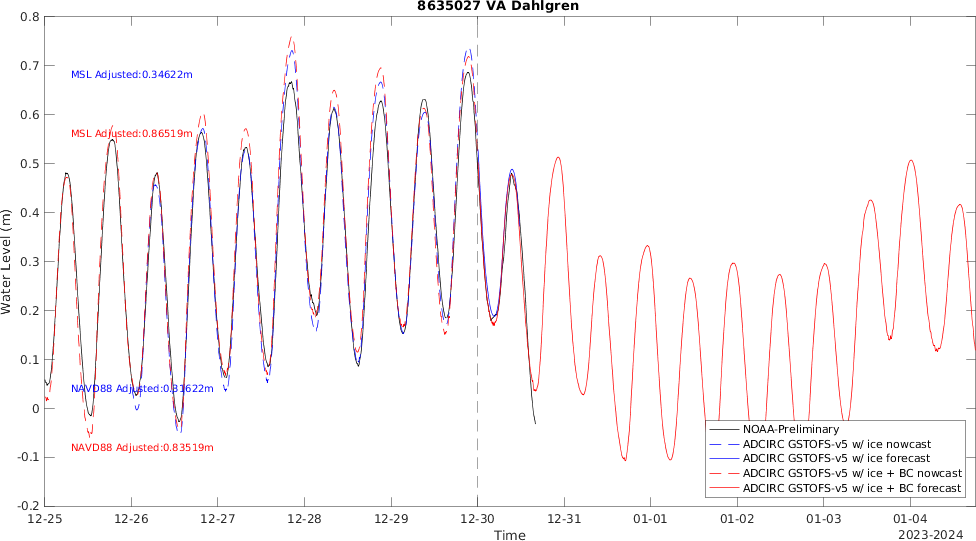 8635027 VA Dahlgren
0.8
0.7
0.6
0.5
0.4
0.3
0.2
0.1
0
-0.1
-0.2
Water Level (m)
MSL Adjusted:0.34622m
MSL Adjusted:0.86519m
NAVD88 Adjusted:0.31622m
NAVD88 Adjusted:0.83519m
NOAA-Preliminary
ADCIRC GSTOFS-v5 w/ ice nowcast
ADCIRC GSTOFS-v5 w/ ice forecast
ADCIRC GSTOFS-v5 w/ ice + BC nowcast
ADCIRC GSTOFS-v5 w/ ice + BC forecast
12-25 12-26 12-27 12-28 12-29 12-30 12-31 01-01 01-02 01-03 01-04
Time
2023-2024